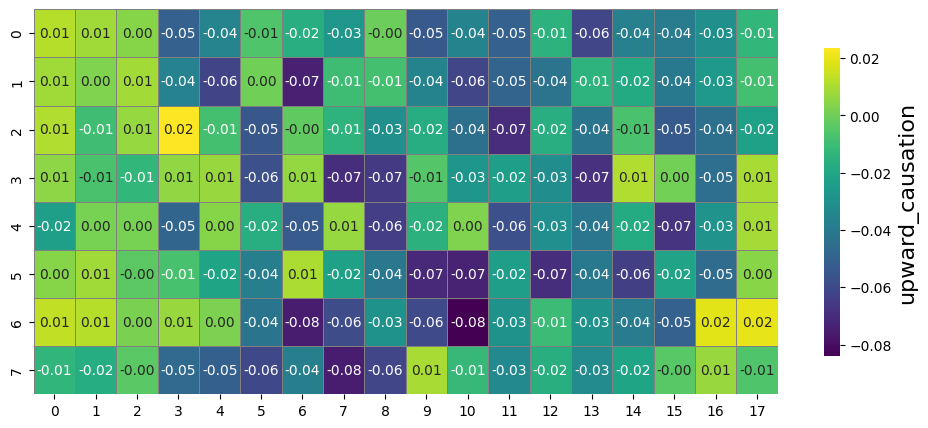 0 0.01 0.01 0.00 -0.05 -0.04 -0.01 -0.02 -0.03 -0.00 -0.05 -0.04 -0.05 -0.01 -0.06 -0.04 -0.04 -0.03 -0.01
1 0.01 0.00 0.01 -0.04 -0.06 0.00 -0.07 -0.01 -0.01 -0.04 -0.06 -0.05 -0.04 -0.01 -0.02 -0.04 -0.03 -0.01
2 0.01 -0.01 0.01 0.02 -0.01 -0.05 -0.00 -0.01 -0.03 -0.02 -0.04 -0.07 -0.02 -0.04 -0.01 -0.05 -0.04 -0.02
3 0.01 -0.01 -0.01 0.01 0.01 -0.06 0.01 -0.07 -0.07 -0.01 -0.03 -0.02 -0.03 -0.07 0.01 0.00 -0.05 0.01
4 -0.02 0.00 0.00 -0.05 0.00 -0.02 -0.05 0.01 -0.06 -0.02 0.00 -0.06 -0.03 -0.04 -0.02 -0.07 -0.03 0.01
5 0.00 0.01 -0.00 -0.01 -0.02 -0.04 0.01 -0.02 -0.04 -0.07 -0.07 -0.02 -0.07 -0.04 -0.06 -0.02 -0.05 0.00
6 0.01 0.01 0.00 0.01 0.00 -0.04 -0.08 -0.06 -0.03 -0.06 -0.08 -0.03 -0.01 -0.03 -0.04 -0.05 0.02 0.02
7 -0.01 -0.02 -0.00 -0.05 -0.05 -0.06 -0.04 -0.08 -0.06 0.01 -0.01 -0.03 -0.02 -0.03 -0.02 -0.00 0.01 -0.01
0 1 2 3 4 5 6 7 8 9 10 11 12 13 14 15 16 17
0.02
0.00
−0.02
−0.04
−0.06
−0.08
upward_causation